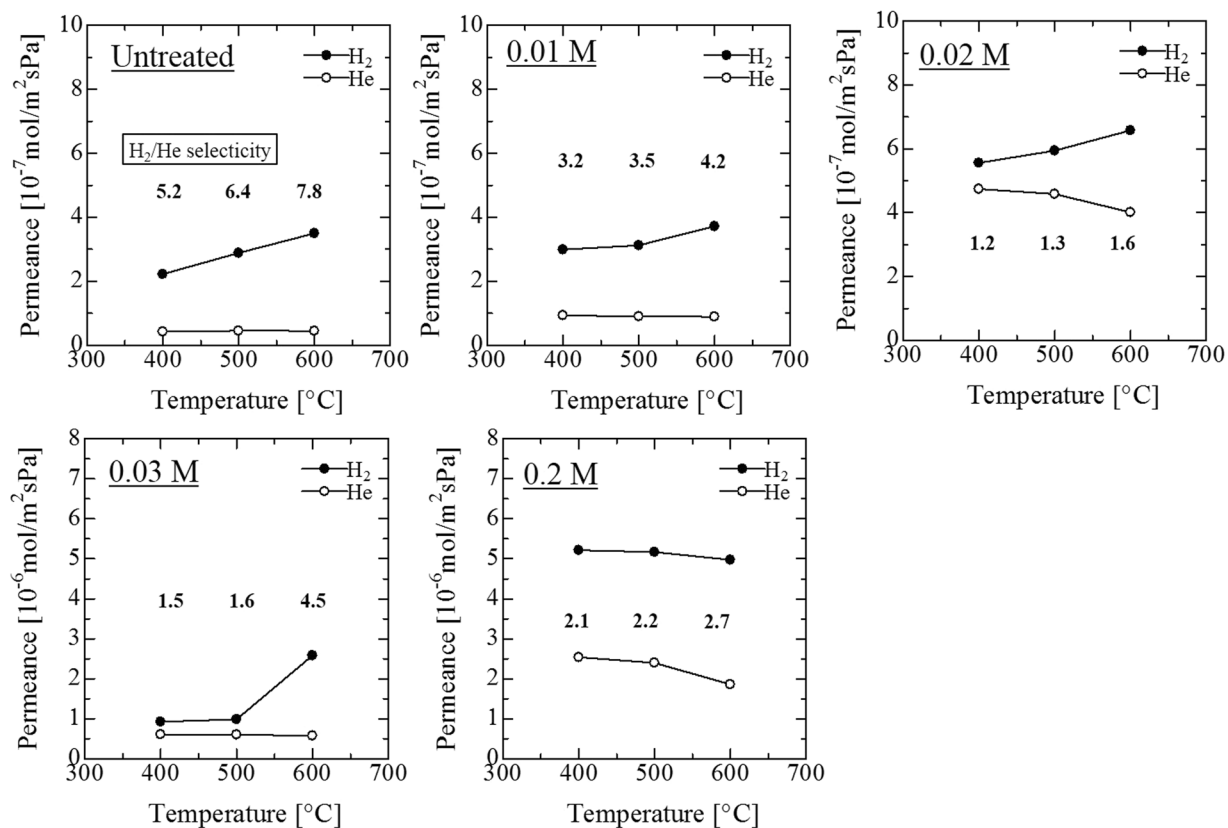 Untreated
H₂
He
H₂/He selecticity
5.2 6.4 7.8
Permeance [10⁻⁷mol/m²sPa]
10
8
6
4
2
0
300 400 500 600 700
Temperature [°C]
0.01 M
H₂
He
3.2 3.5 4.2
Permeance [10⁻⁷mol/m²sPa]
10
8
6
4
2
0
300 400 500 600 700
Temperature [°C]
0.02 M
H₂
He
1.2 1.3 1.6
Permeance [10⁻⁷mol/m²sPa]
10
8
6
4
2
0
300 400 500 600 700
Temperature [°C]
0.03 M
H₂
He
1.5 1.6 4.5
Permeance [10⁻⁶mol/m²sPa]
8
7
6
5
4
3
2
1
0
300 400 500 600 700
Temperature [°C]
0.2 M
H₂
He
2.1 2.2 2.7
Permeance [10⁻⁶mol/m²sPa]
8
7
6
5
4
3
2
1
0
300 400 500 600 700
Temperature [°C]